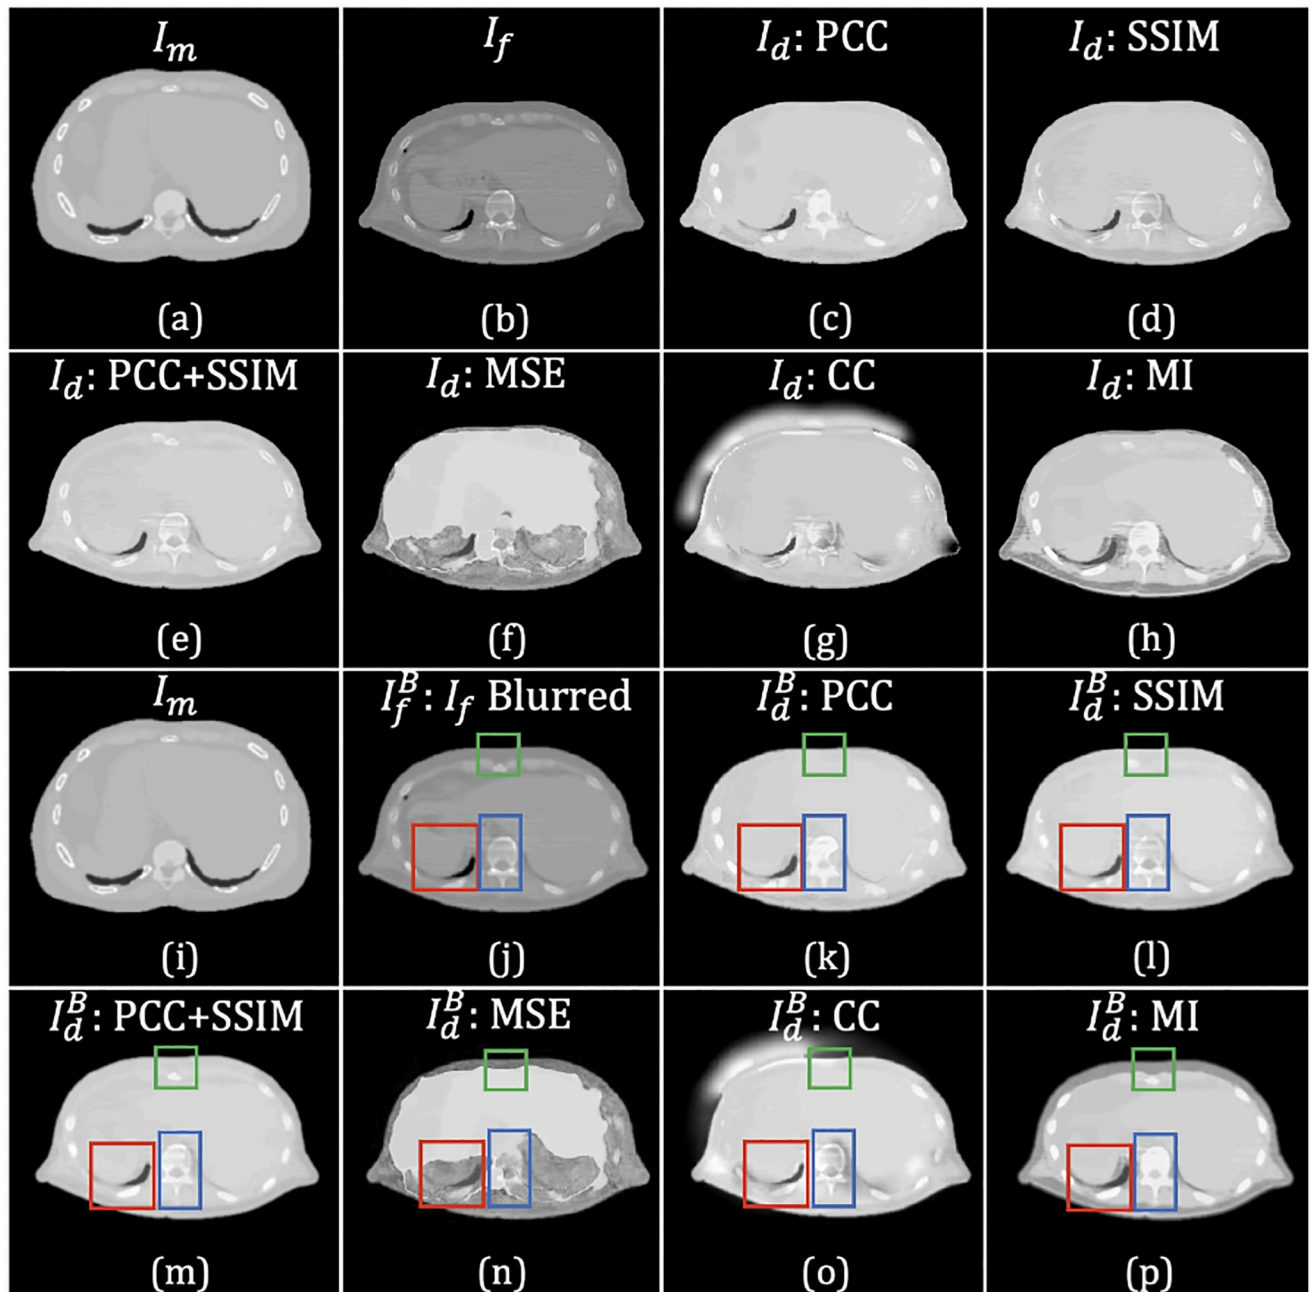 I_m
I_f
I_d: PCC
I_d: SSIM
(a)
(b)
(c)
(d)
I_d: PCC+SSIM
I_d: MSE
I_d: CC
I_d: MI
(e)
(f)
(g)
(h)
I_m
I_f^B: I_f Blurred
I_d^B: PCC
I_d^B: SSIM
(i)
(j)
(k)
(l)
I_d^B: PCC+SSIM
I_d^B: MSE
I_d^B: CC
I_d^B: MI
(m)
(n)
(o)
(p)